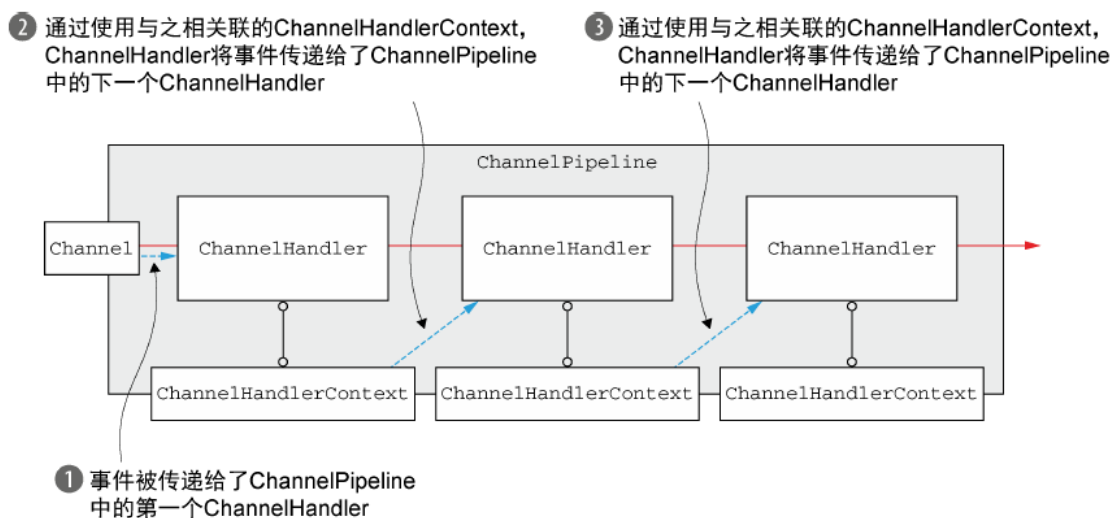 2 通过使用与之相关联的ChannelHandlerContext，
ChannelHandler将事件传递给了ChannelPipeline
中的下一个ChannelHandler
3 通过使用与之相关联的ChannelHandlerContext，
ChannelHandler将事件传递给了ChannelPipeline
中的下一个ChannelHandler
ChannelPipeline
Channel
ChannelHandler
ChannelHandler
ChannelHandler
ChannelHandlerContext
ChannelHandlerContext
ChannelHandlerContext
1 事件被传递给了ChannelPipeline
中的第一个ChannelHandler